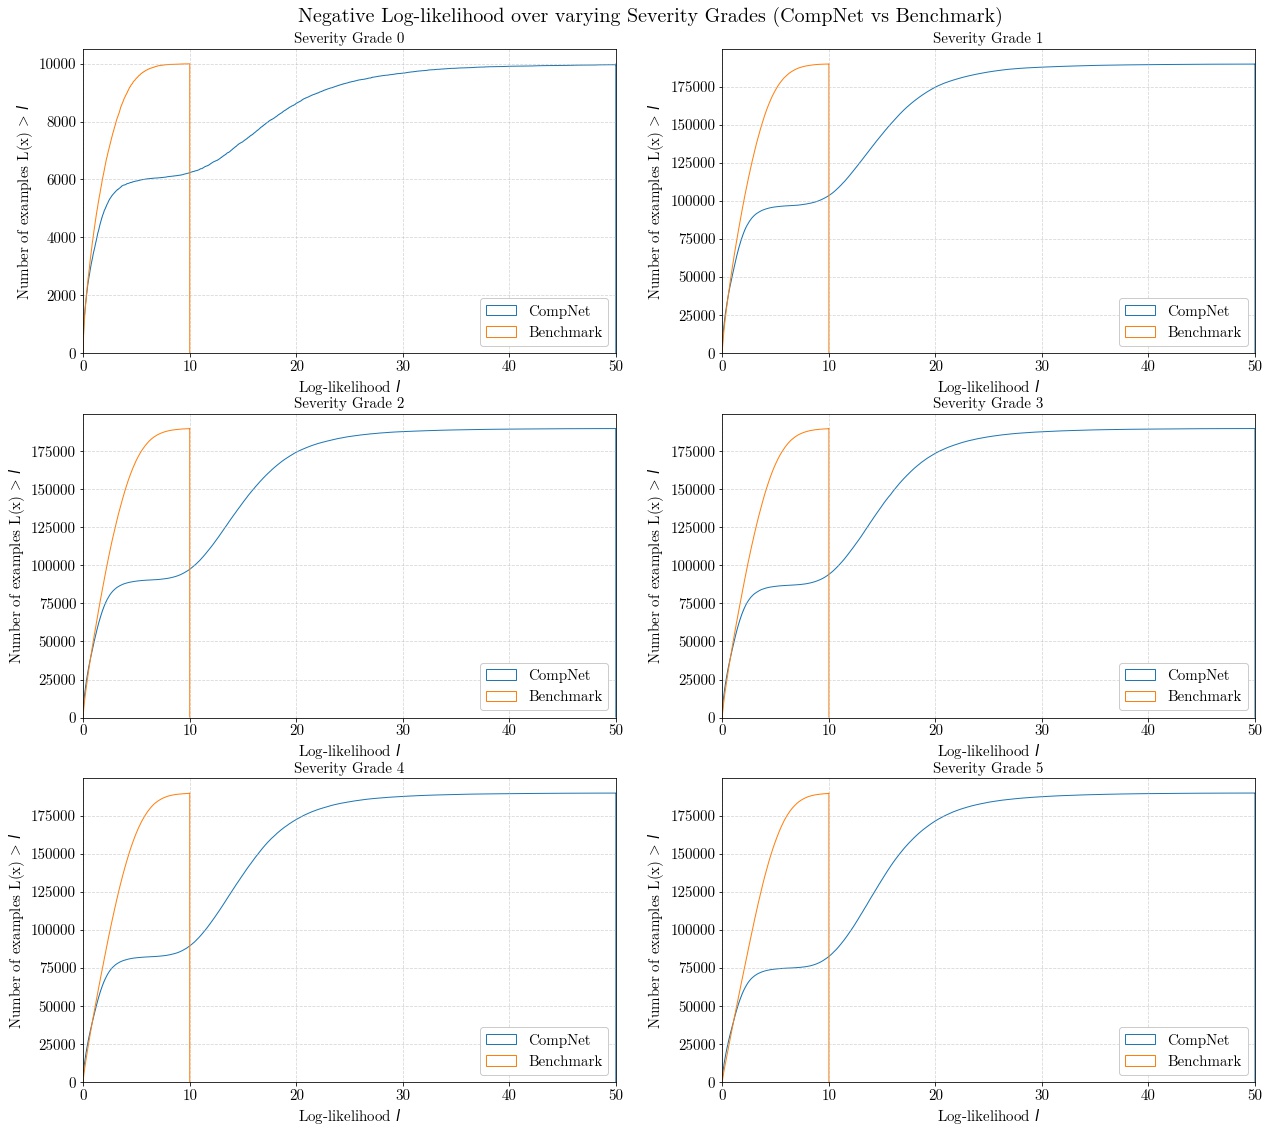 Negative Log-likelihood over varying Severity Grades (CompNet vs Benchmark)
Severity Grade 0
Number of examples L(x) > l
10000
8000
6000
4000
2000
0
0 10 20 30 40 50
Log-likelihood l
CompNet
Benchmark
Severity Grade 1
Number of examples L(x) > l
175000
150000
125000
100000
75000
50000
25000
0
0 10 20 30 40 50
Log-likelihood l
CompNet
Benchmark
Severity Grade 2
Number of examples L(x) > l
175000
150000
125000
100000
75000
50000
25000
0
0 10 20 30 40 50
Log-likelihood l
CompNet
Benchmark
Severity Grade 3
Number of examples L(x) > l
175000
150000
125000
100000
75000
50000
25000
0
0 10 20 30 40 50
Log-likelihood l
CompNet
Benchmark
Severity Grade 4
Number of examples L(x) > l
175000
150000
125000
100000
75000
50000
25000
0
0 10 20 30 40 50
Log-likelihood l
CompNet
Benchmark
Severity Grade 5
Number of examples L(x) > l
175000
150000
125000
100000
75000
50000
25000
0
0 10 20 30 40 50
Log-likelihood l
CompNet
Benchmark